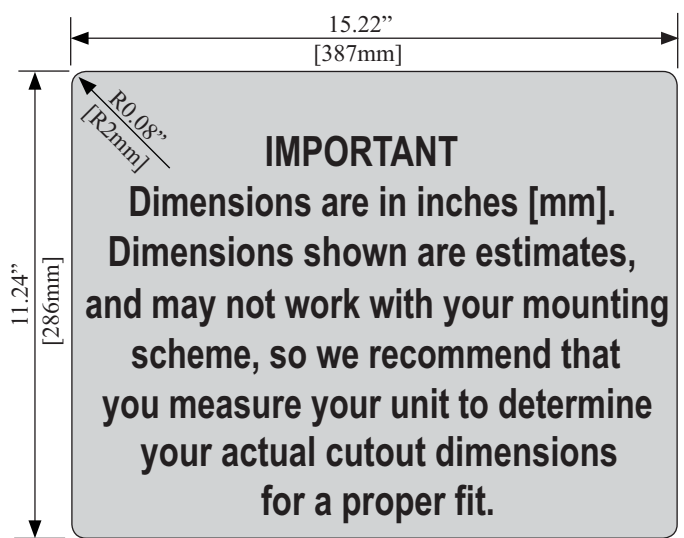 15.22”
[387mm]
R0.08”
[R2mm]
11.24”
[286mm]
IMPORTANT
Dimensions are in inches [mm].
Dimensions shown are estimates,
and may not work with your mounting
scheme, so we recommend that
you measure your unit to determine
your actual cutout dimensions
for a proper fit.